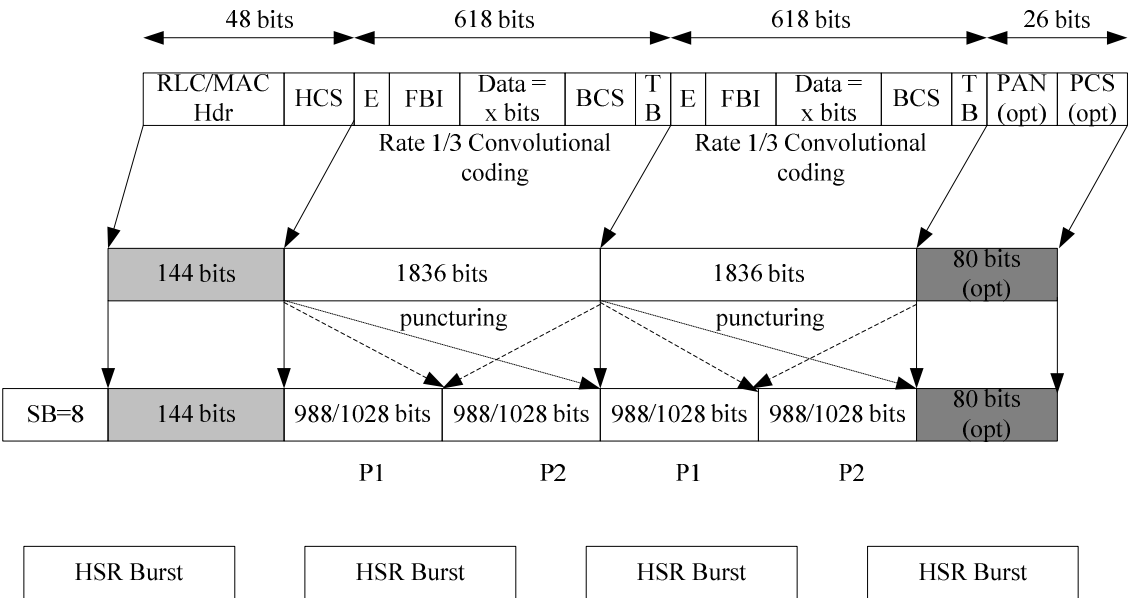 48 bits 618 bits 618 bits 26 bits
RLC/MAC Hdr HCS E FBI Data = x bits BCS T B E FBI Data = x bits BCS T B PAN (opt) PCS (opt)
Rate 1/3 Convolutional coding Rate 1/3 Convolutional coding
144 bits 1836 bits 1836 bits 80 bits (opt)
puncturing puncturing
SB=8 144 bits 988/1028 bits 988/1028 bits 988/1028 bits 988/1028 bits 80 bits (opt)
P1 P2 P1 P2
HSR Burst HSR Burst HSR Burst HSR Burst